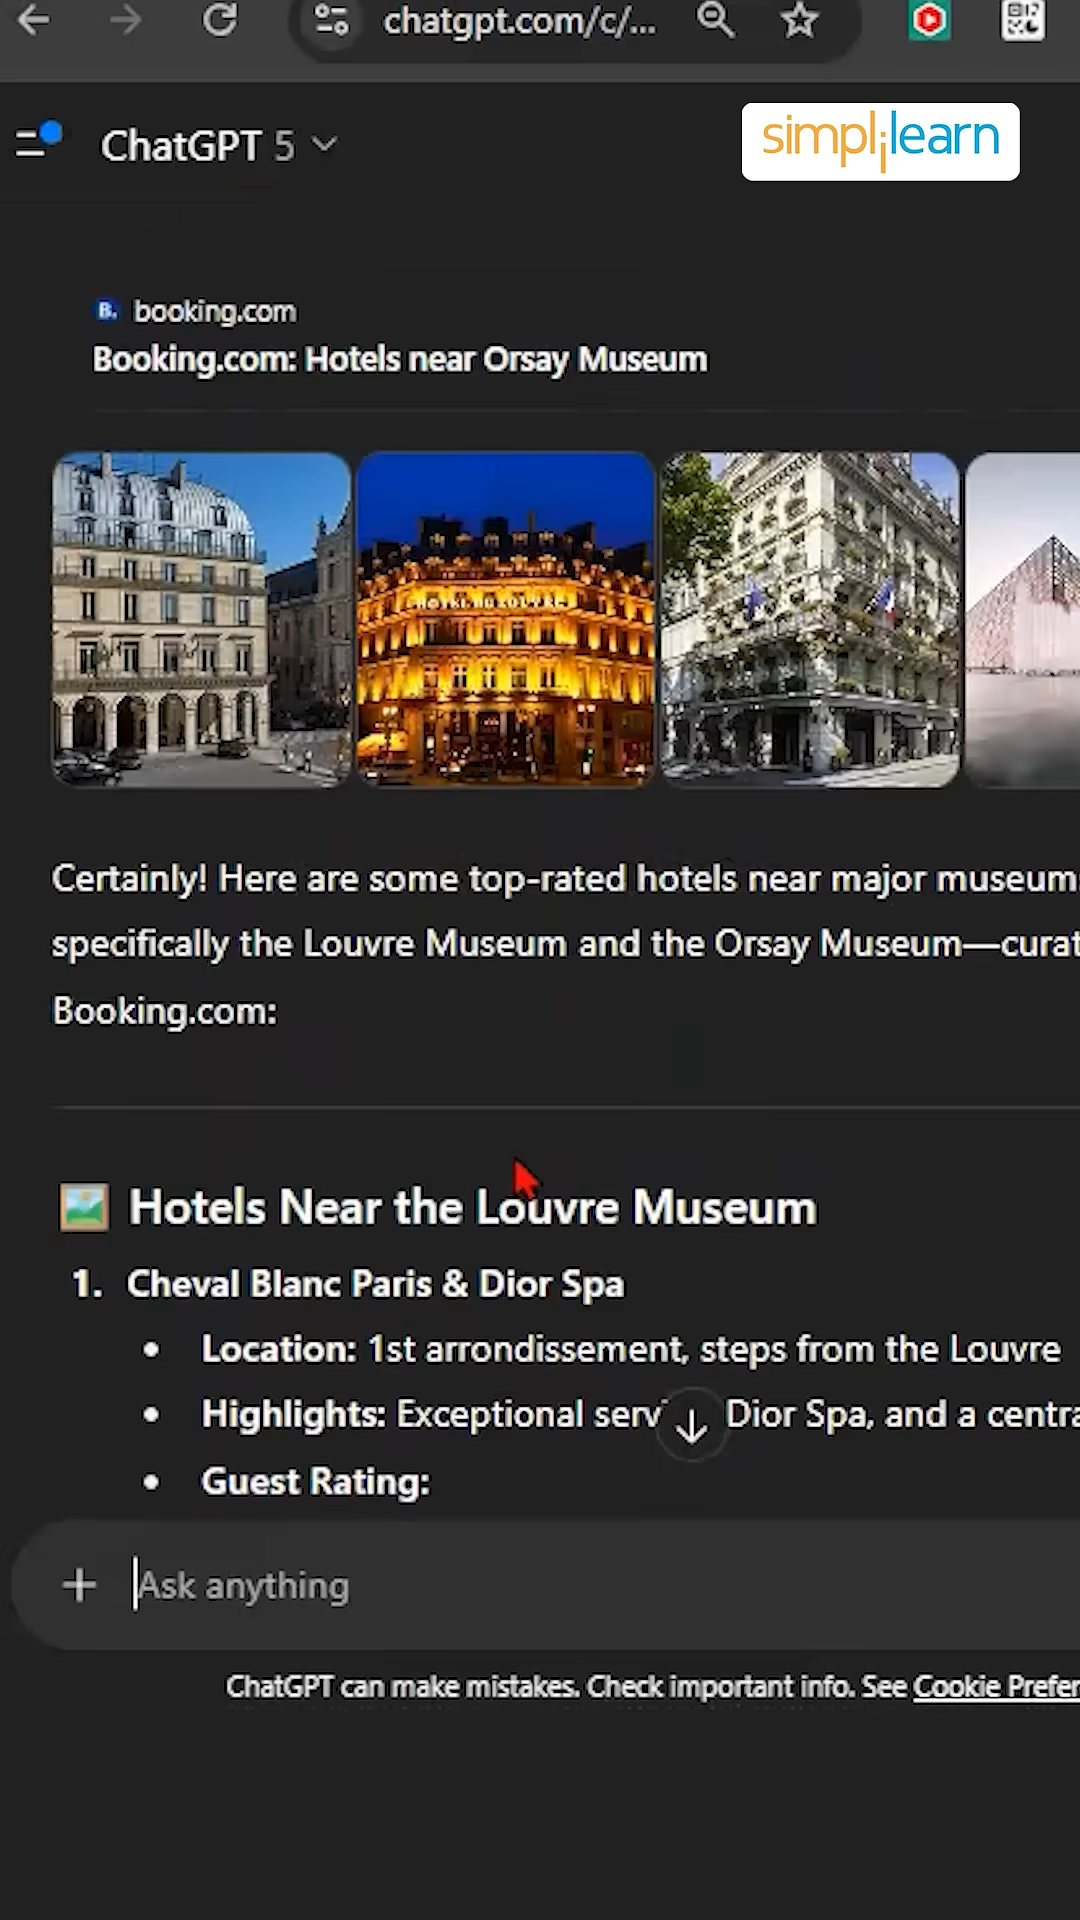 chatgpt.com/c/...
ChatGPT 5
simplilearn
B. booking.com
Booking.com: Hotels near Orsay Museum
HOTEL DU LOUVRE
Certainly! Here are some top-rated hotels near major museum
specifically the Louvre Museum and the Orsay Museum—curat
Booking.com:
Hotels Near the Louvre Museum
1. Cheval Blanc Paris & Dior Spa
• Location: 1st arrondissement, steps from the Louvre
• Highlights: Exceptional serv Dior Spa, and a centra
• Guest Rating:
Ask anything
ChatGPT can make mistakes. Check important info. See Cookie Prefer